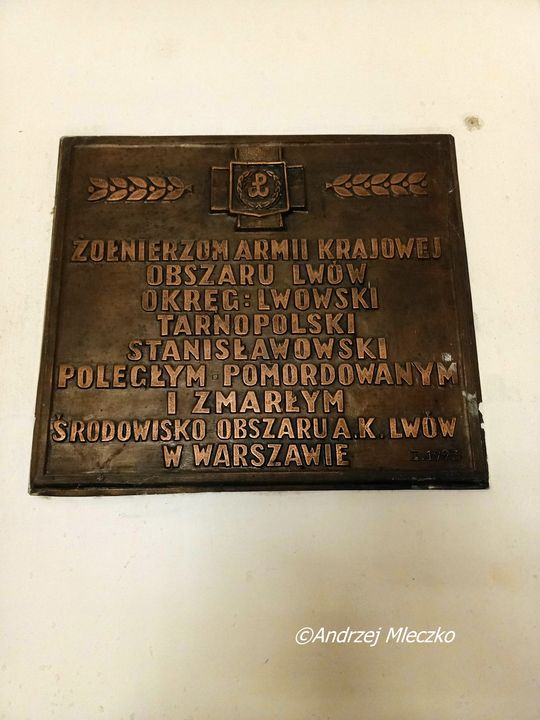 ŻOŁNIERZOM ARMII KRAJOWEJ
OBSZARU LWÓW,
OKRĘG: LWOWSKI
TARNOPOLSKI
STANISŁAWOWSKI
POLEGŁYM - POMORDOWANYM
I ZMARŁYM
ŚRODOWISKO OBSZARU A.K. LWÓW
W WARSZAWIE
©Andrzej Mleczko